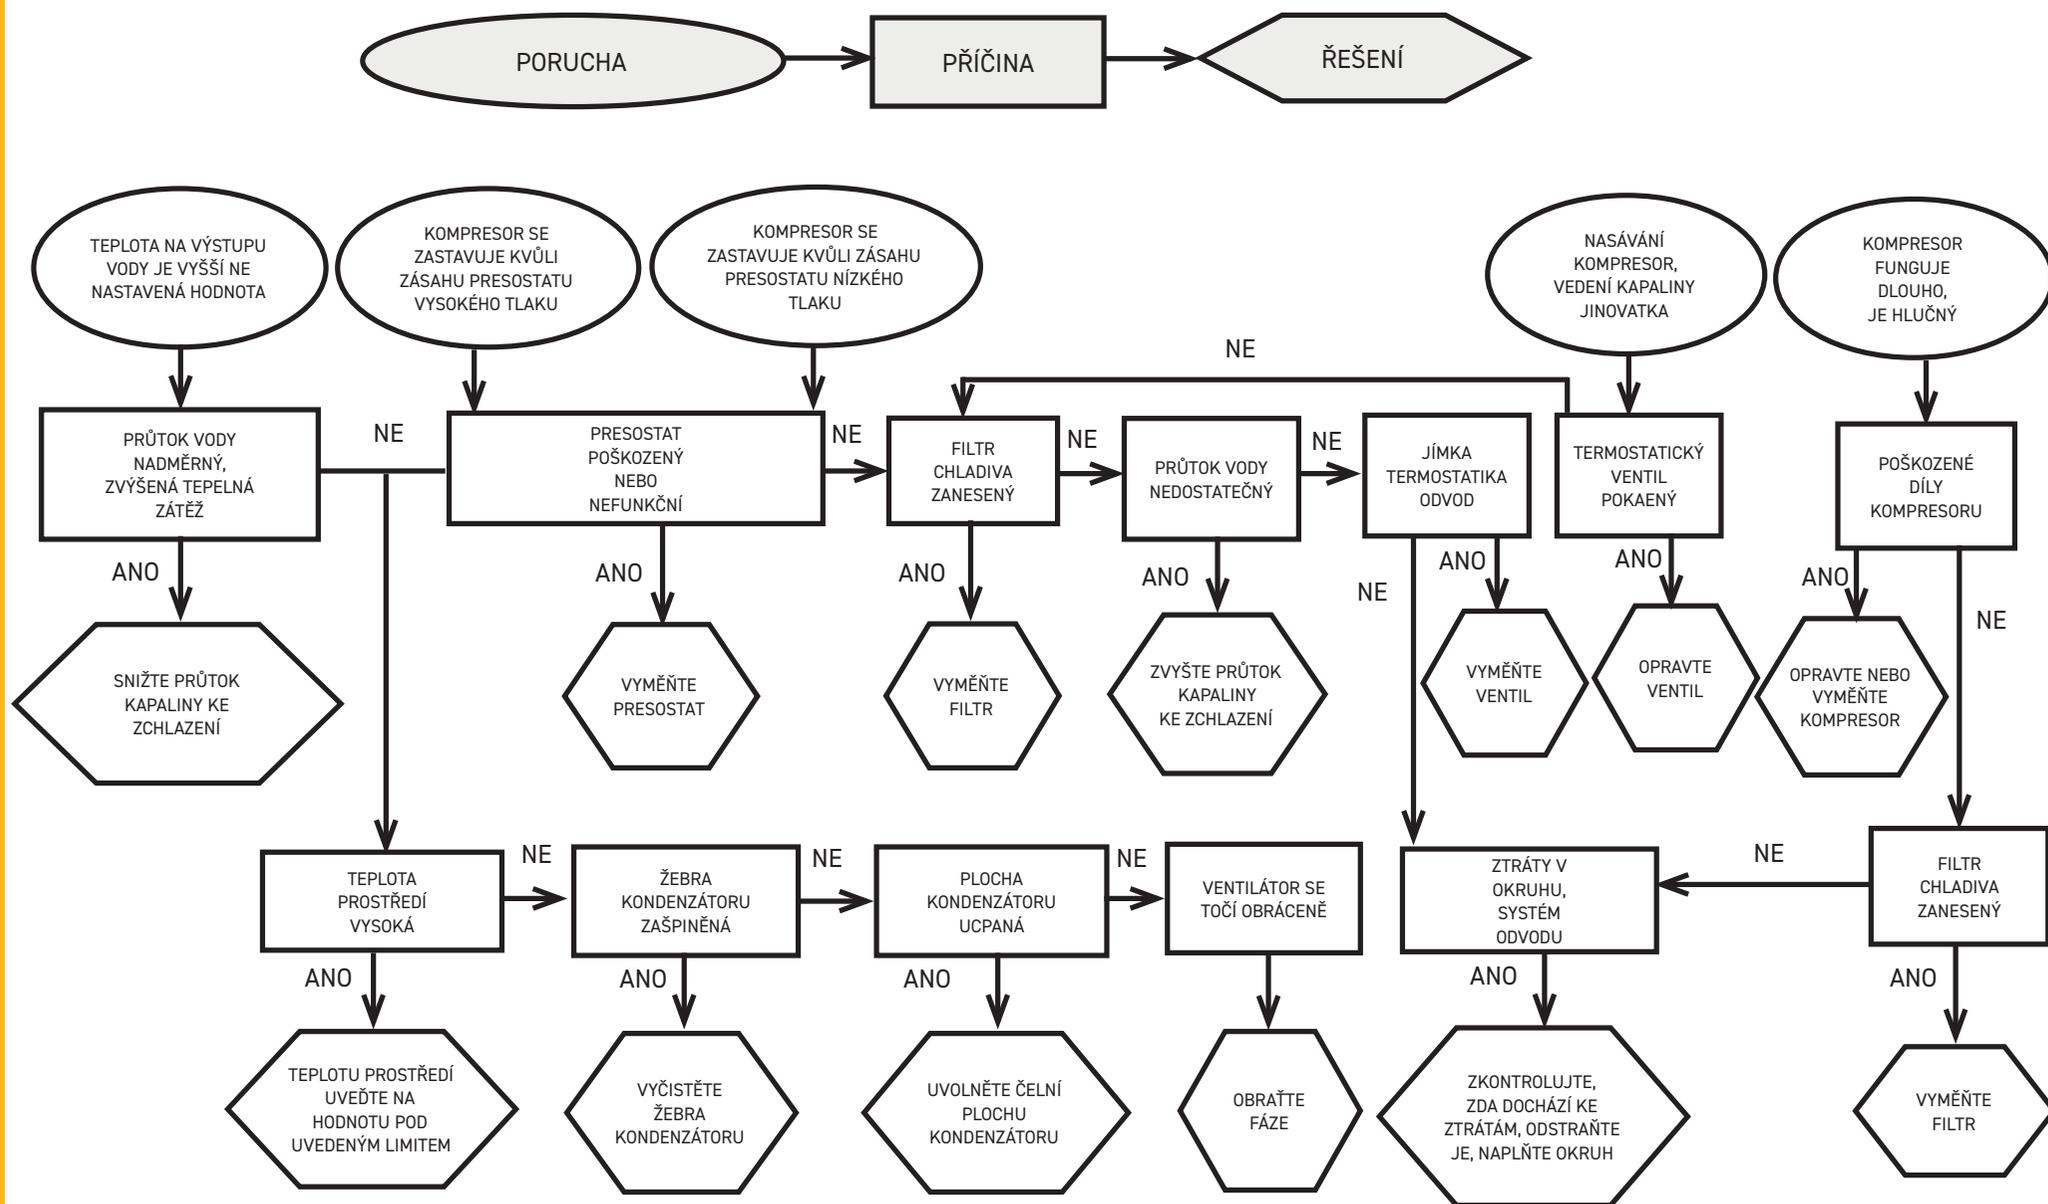 PORUCHA
PŘÍČINA
ŘEŠENÍ
TEPLOTA NA VÝSTUPU
VODY JE VYŠŠÍ NE
NASTAVENÁ HODNOTA
KOMPRESOR SE
ZASTAVUJE KVŮLI
ZÁSAHU PRESOSTATU
VYSOKÉHO TLAKU
KOMPRESOR SE
ZASTAVUJE KVŮLI ZÁSAHU
PRESOSTATU NÍZKÉHO
TLAKU
NASÁVÁNÍ
KOMPRESOR,
VEDENÍ KAPALINY
JINOVATKA
KOMPRESOR
FUNGUJE
DLOUHO,
JE HLUČNÝ
NE
PRŮTOK VODY
NADMĚRNÝ,
ZVÝŠENÁ TEPELNÁ
ZÁTĚŽ
NE
PRESOSTAT
POŠKOZENÝ
NEBO
NEFUNKČNÍ
NE
FILTR
CHLADIVA
ZANESENÝ
NE
PRŮTOK VODY
NEDOSTATEČNÝ
NE
JÍMKA
TERMOSTATIKA
ODVOD
TERMOSTATICKÝ
VENTIL
POKAENÝ
POŠKOZENÉ
DÍLY
KOMPRESORU
ANO
ANO
ANO
ANO
NE
ANO
ANO
ANO
NE
SNIŽTE PRŮTOK
KAPALINY KE
ZCHLAZENÍ
VYMĚŇTE
PRESOSTAT
VYMĚŇTE
FILTR
ZVYŠTE PRŮTOK
KAPALINY
KE ZCHLAZENÍ
VYMĚŇTE
VENTIL
OPRAVTE
VENTIL
OPRAVTE NEBO
VYMĚŇTE
KOMPRESOR
TEPLOTA
PROSTŘEDÍ
VYSOKÁ
NE
ŽEBRA
KONDENZÁTORU
ZAŠPINĚNÁ
NE
PLOCHA
KONDENZÁTORU
UCPANÁ
NE
VENTILÁTOR SE
TOČÍ OBRÁCENĚ
ZTRÁTY V
OKRUHU,
SYSTÉM
ODVODU
NE
FILTR
CHLADIVA
ZANESENÝ
ANO
ANO
ANO
ANO
ANO
TEPLOTU PROSTŘEDÍ
UVEĎTE NA
HODNOTU POD
UVEDENÝM LIMITEM
VYČISTĚTE
ŽEBRA
KONDENZÁTORU
UVOLNĚTE ČELNÍ
PLOCHU
KONDENZÁTORU
OBRAŤTE
FÁZE
ZKONTROLUJTE,
ZDA DOCHÁZÍ KE
ZTRÁTÁM, ODSTRAŇTE
JE, NAPLŇTE OKRUH
VYMĚŇTE
FILTR